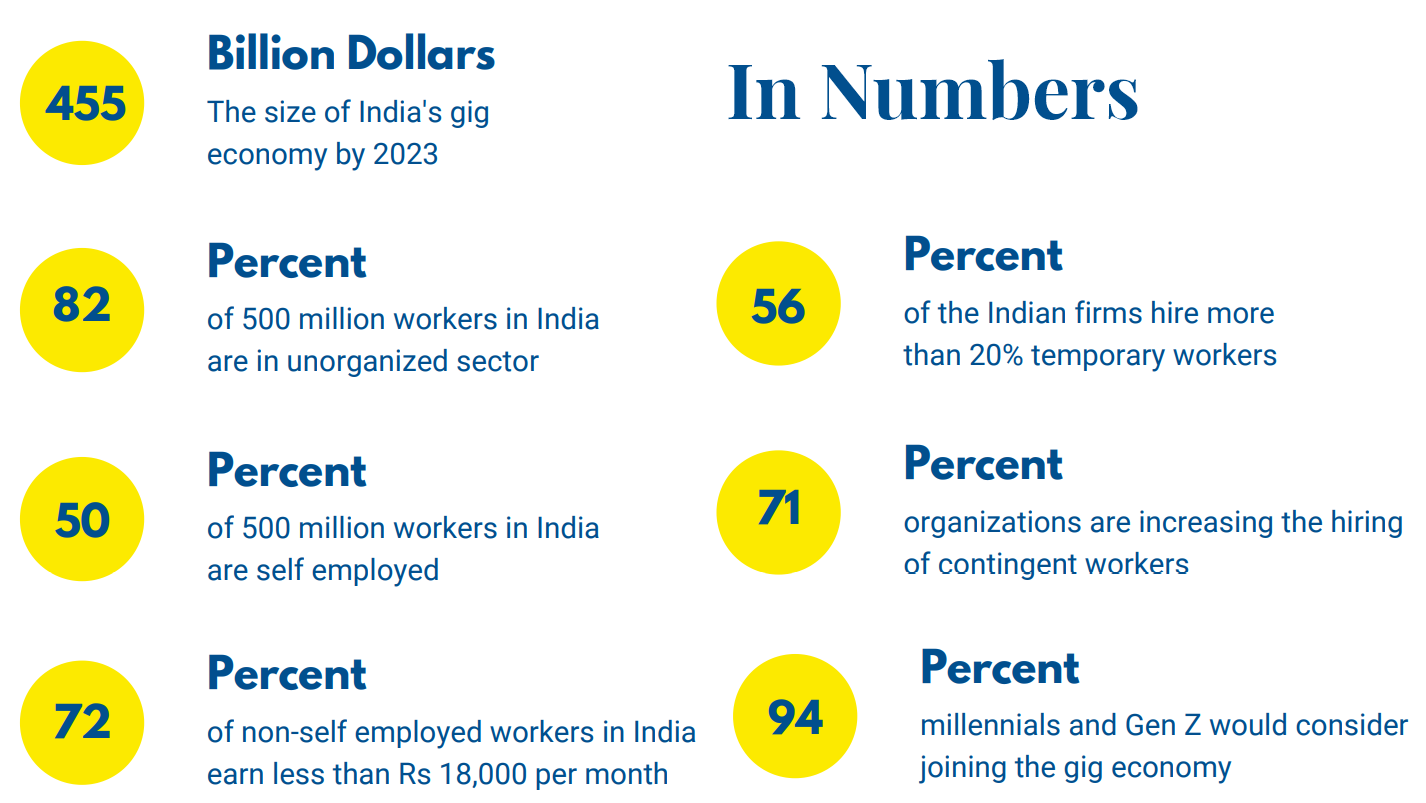 In Numbers
455
Billion Dollars
The size of India's gig
economy by 2023
82
Percent
of 500 million workers in India
are in unorganized sector
50
Percent
of 500 million workers in India
are self employed
72
Percent
of non-self employed workers in India
earn less than Rs 18,000 per month
56
Percent
of the Indian firms hire more
than 20% temporary workers
71
Percent
organizations are increasing the hiring
of contingent workers
94
Percent
millennials and Gen Z would consider
joining the gig economy